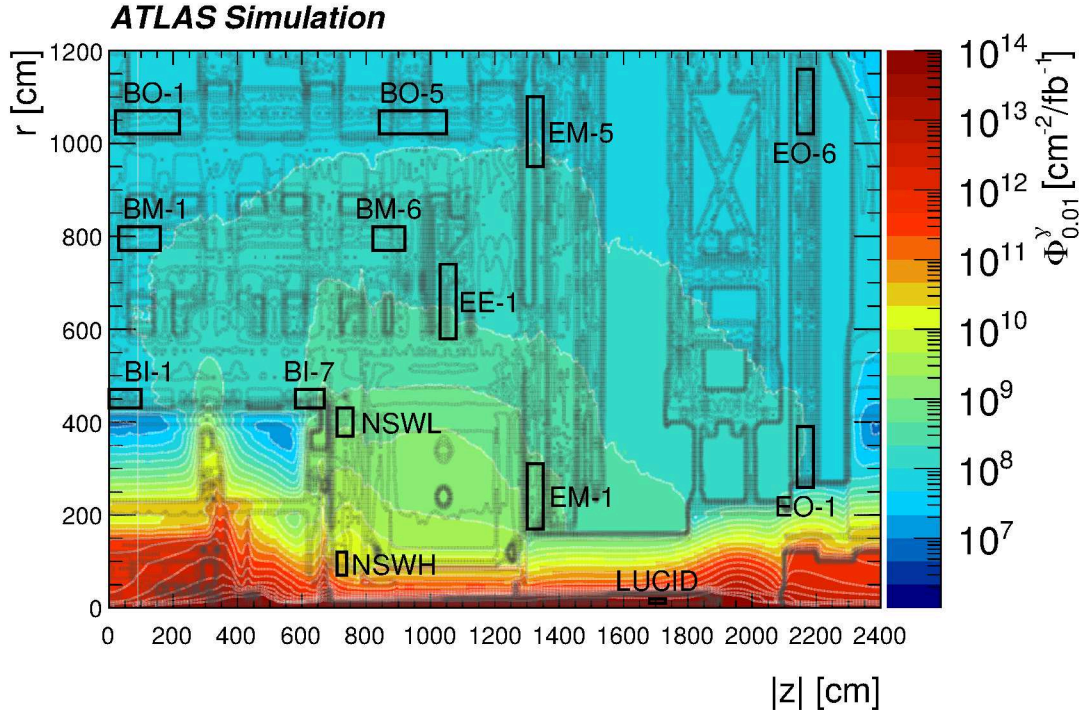 ATLAS Simulation
r [cm]
1200
1000
800
600
400
200
0
BO-1
BO-5
EM-5
EO-6
BM-1
BM-6
EE-1
BI-1
BI-7
NSWL
EM-1
EO-1
NSWH
LUCID
0 200 400 600 800 1000 1200 1400 1600 1800 2000 2200 2400
|z| [cm]
10^14
10^13
10^12
10^11
10^10
10^9
10^8
10^7
Φ^γ_0.01 [cm^-2/fb^-1]